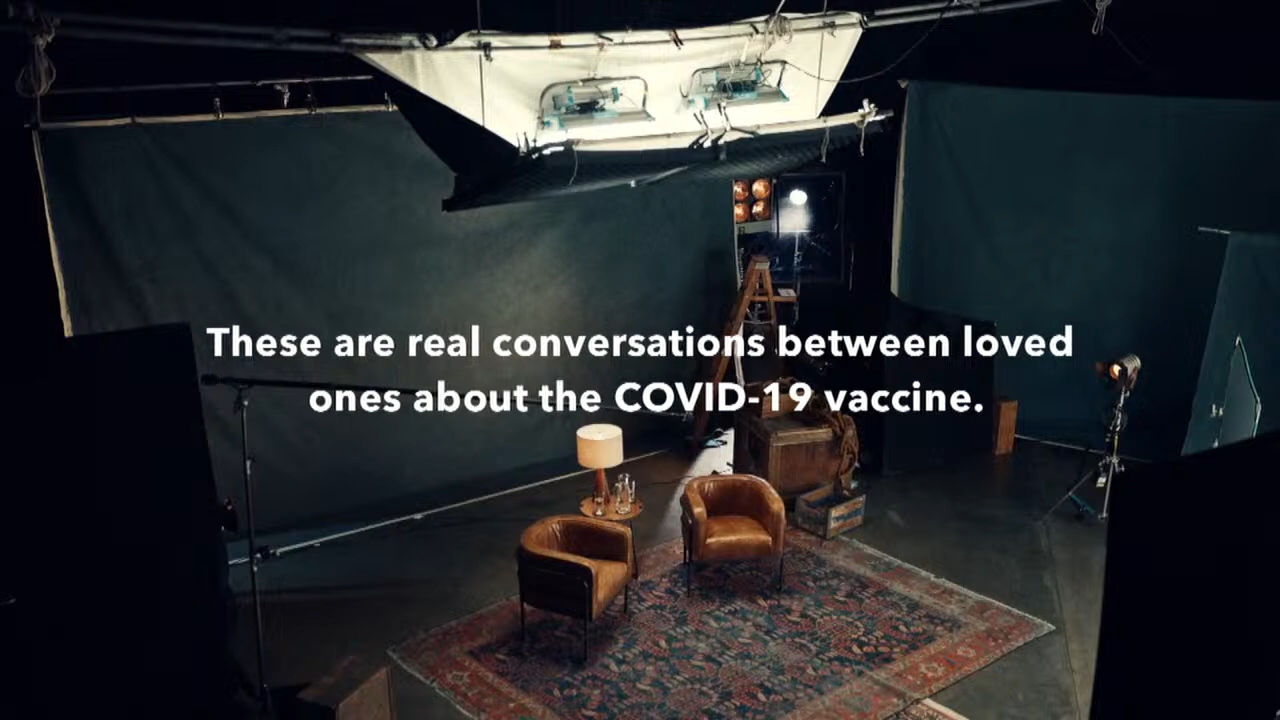 These are real conversations between loved
ones about the COVID-19 vaccine.